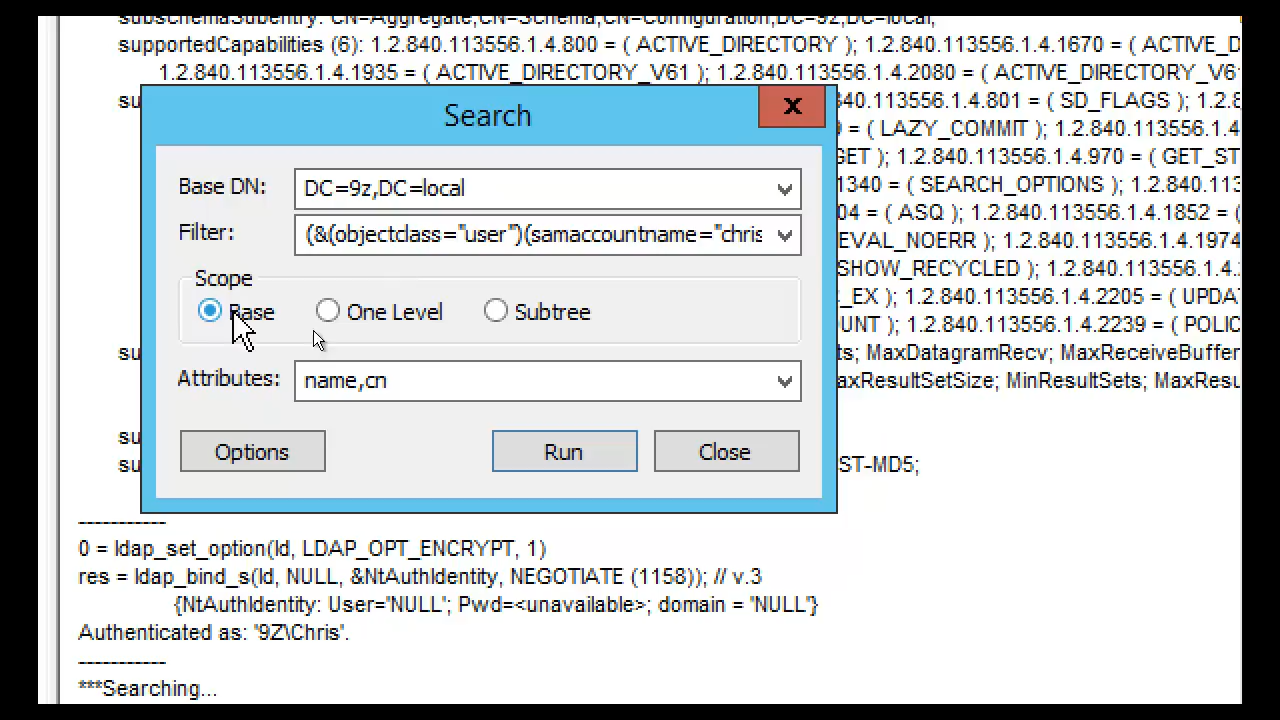 subschemaSubentry: CN=Aggregate,CN=Schema,CN=Configuration,DC=9z,DC=local;
supportedCapabilities (6): 1.2.840.113556.1.4.800 = ( ACTIVE_DIRECTORY ); 1.2.840.113556.1.4.1670 = ( ACTIVE_D
1.2.840.113556.1.4.1935 = ( ACTIVE_DIRECTORY_V61 ); 1.2.840.113556.1.4.2080 = ( ACTIVE_DIRECTORY_V6
su
840.113556.1.4.801 = ( SD_FLAGS ); 1.2.8
Search
X
= ( LAZY_COMMIT ); 1.2.840.113556.1.4
GET ); 1.2.840.113556.1.4.970 = ( GET_ST
Base DN:
DC=9z,DC=local
1340 = ( SEARCH_OPTIONS ); 1.2.840.113556.1.4
04 = ( ASQ ); 1.2.840.113556.1.4.1852 = (
Filter:
(&(objectclass="user")(samaccountname="chris
EVAL_NOERR ); 1.2.840.113556.1.4.1974
Scope
SHOW_RECYCLED ); 1.2.840.113556.1.4.
_EX ); 1.2.840.113556.1.4.2205 = ( UPDA
Base
One Level
Subtree
OUNT ); 1.2.840.113556.1.4.2239 = ( POLIC
su
ts; MaxDatagramRecv; MaxReceiveBuffer
Attributes:
name,cn
axResultSetSize; MinResultSets; MaxResu
su
Options
Run
Close
su
ST-MD5;
-----------
0 = ldap_set_option(ld, LDAP_OPT_ENCRYPT, 1)
res = ldap_bind_s(ld, NULL, &NtAuthIdentity, NEGOTIATE (1158)); // v.3
{NtAuthIdentity: User='NULL'; Pwd=<unavailable>; domain = 'NULL'}
Authenticated as: '9Z\Chris'.
-----------
***Searching...